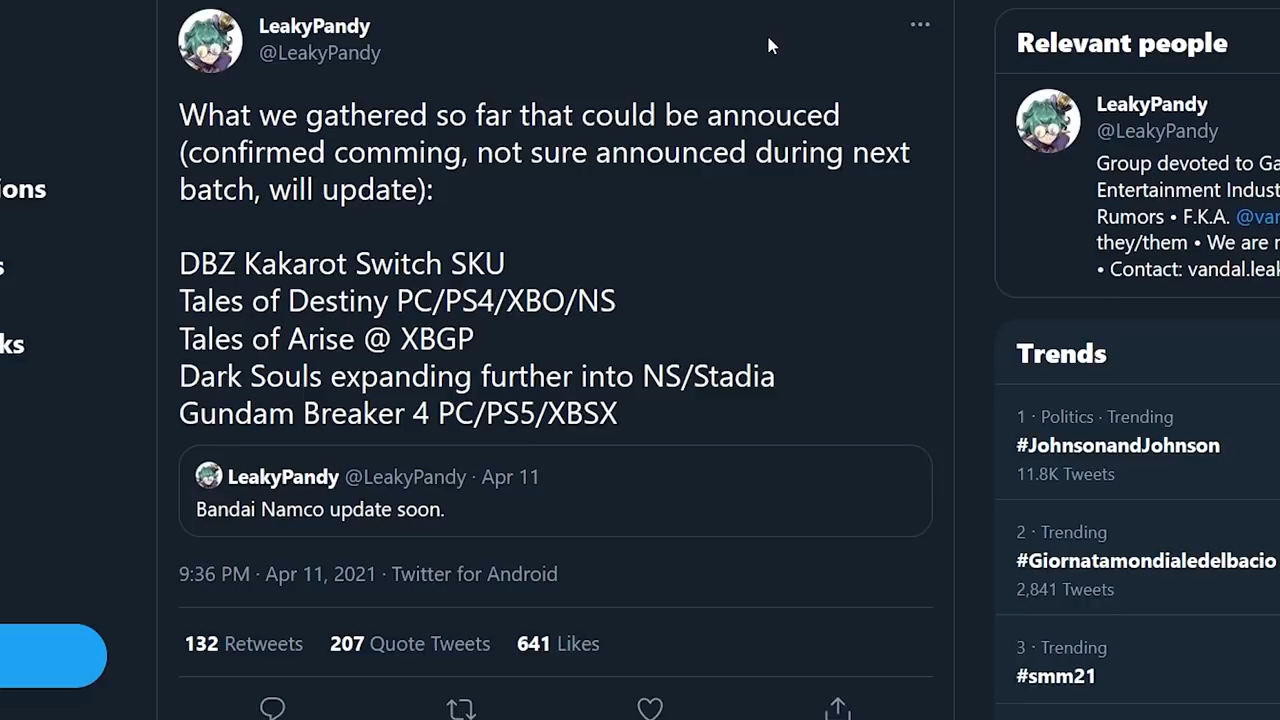 LeakyPandy
@LeakyPandy
What we gathered so far that could be annouced
(confirmed comming, not sure announced during next
batch, will update):
DBZ Kakarot Switch SKU
Tales of Destiny PC/PS4/XBO/NS
Tales of Arise @ XBGP
Dark Souls expanding further into NS/Stadia
Gundam Breaker 4 PC/PS5/XBSX
LeakyPandy @LeakyPandy · Apr 11
Bandai Namco update soon.
9:36 PM · Apr 11, 2021 · Twitter for Android
132 Retweets 207 Quote Tweets 641 Likes
ions
s
ks
Relevant people
LeakyPandy
@LeakyPandy
Group devoted to Ga
Entertainment Indust
Rumors • F.K.A. @van
they/them • We are n
• Contact: vandal.leak
Trends
1 · Politics · Trending
#JohnsonandJohnson
11.8K Tweets
2 · Trending
#Giornatamondialedelbacio
2,841 Tweets
3 · Trending
#smm21